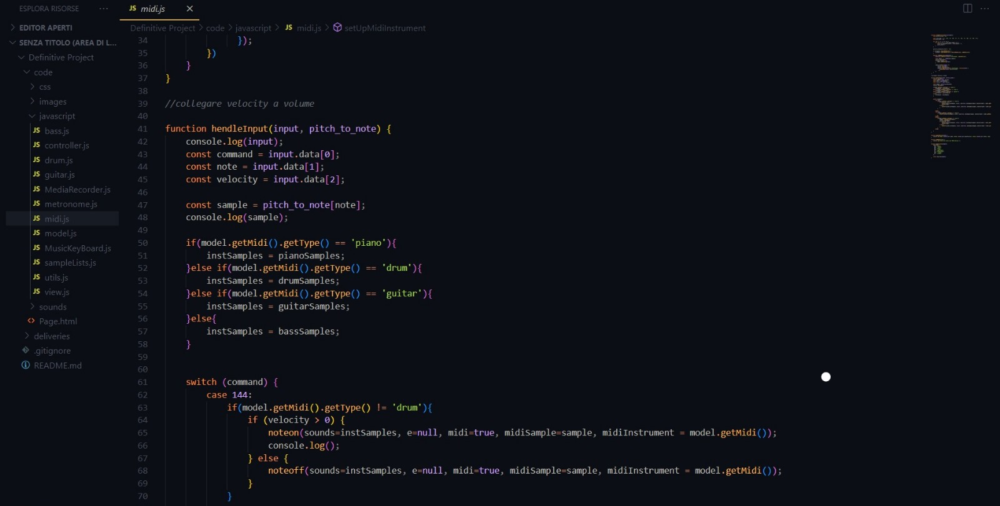 ESPLORA RISORSE ...
JS midi.js ×
...
EDITOR APERTI
SENZA TITOLO (AREA DI L...
Definitive Project
code
css
images
javascript
JS bass.js
JS controller.js
JS drum.js
JS guitar.js
JS MediaRecorder.js
JS metronome.js
JS midi.js
JS model.js
JS MusicKeyBoard.js
JS sampleLists.js
JS utils.js
JS view.js
sounds
<> Page.html
deliveries
.gitignore
README.md
Definitive Project > code > javascript > JS midi.js > setUpMidiInstrument
34 });
35 })
36 }
37 }
38
39 //collegare velocity a volume
40
41 function hendleInput(input, pitch_to_note) {
42 console.log(input);
43 const command = input.data[0];
44 const note = input.data[1];
45 const velocity = input.data[2];
46
47 const sample = pitch_to_note[note];
48 console.log(sample);
49
50 if(model.getMidi().getType() == 'piano'){
51 instSamples = pianoSamples;
52 }else if(model.getMidi().getType() == 'drum'){
53 instSamples = drumSamples;
54 }else if(model.getMidi().getType() == 'guitar'){
55 instSamples = guitarSamples;
56 }else{
57 instSamples = bassSamples;
58 }
59
60
61 switch (command) {
62 case 144:
63 if(model.getMidi().getType() != 'drum'){
64 if (velocity > 0) {
65 noteon(sounds=instSamples, e=null, midi=true, midiSample=sample, midiInstrument = model.getMidi());
66 console.log();
67 } else {
68 noteoff(sounds=instSamples, e=null, midi=true, midiSample=sample, midiInstrument = model.getMidi());
69 }
70 }